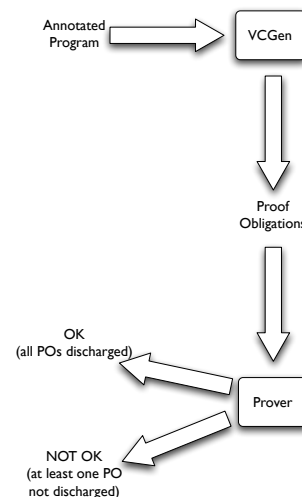 Annotated
Program
VCGen
Proof
Obligations
OK
(all POs discharged)
Prover
NOT OK
(at least one PO
not discharged)